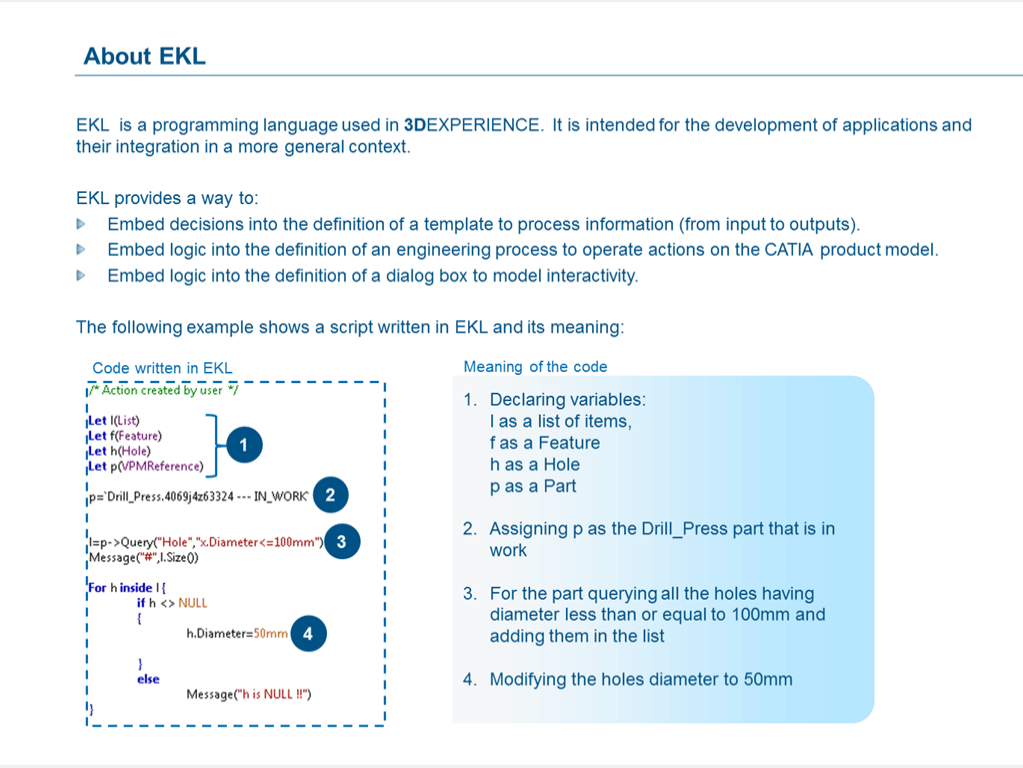 About EKL
EKL is a programming language used in 3DEXPERIENCE. It is intended for the development of applications and
their integration in a more general context.
EKL provides a way to:
Embed decisions into the definition of a template to process information (from input to outputs).
Embed logic into the definition of an engineering process to operate actions on the CATIA product model.
Embed logic into the definition of a dialog box to model interactivity.
The following example shows a script written in EKL and its meaning:
Code written in EKL
/* Action created by user */
Let l(List)
Let f(Feature)
Let h(Hole)
Let p(VPMReference)
1
p=`Drill_Press.4069j4z63324 --- IN_WORK`
2
l=p->Query("Hole","x.Diameter<=100mm")
3
Message("#",l.Size())
For h inside l {
if h <> NULL
{
h.Diameter=50mm
4
}
else
Message("h is NULL !!")
}
Meaning of the code
1. Declaring variables:
l as a list of items,
f as a Feature
h as a Hole
p as a Part
2. Assigning p as the Drill_Press part that is in
work
3. For the part querying all the holes having
diameter less than or equal to 100mm and
adding them in the list
4. Modifying the holes diameter to 50mm